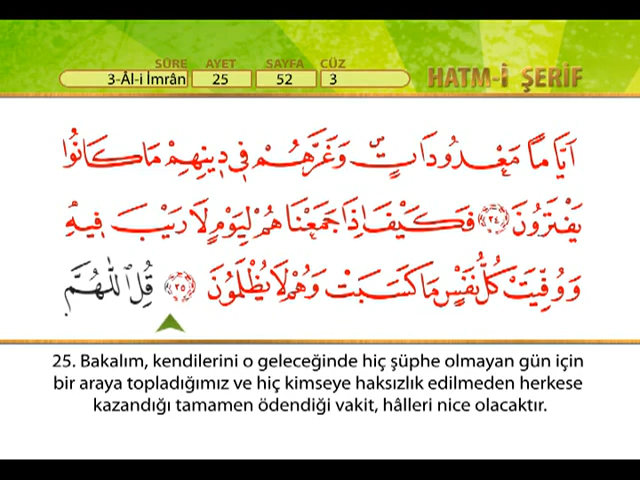 SÛRE AYET SAYFA CÜZ
3-Âl-i İmrân 25 52 3 HATM-İ ŞERİF
اَيَّامًا مَعْدُودَاتٍ وَغَرَّهُمْ فِي دِينِهِمْ مَا كَانُوا
يَفْتَرُونَ ﴿٢٤﴾ فَكَيْفَ اِذَا جَمَعْنَاهُمْ لِيَوْمٍ لَا رَيْبَ فِيهِ
وَوُفِّيَتْ كُلُّ نَفْسٍ مَا كَسَبَتْ وَهُمْ لَا يُظْلَمُونَ ﴿٢٥﴾ قُلِ اللّٰهُمَّ
25. Bakalım, kendilerini o geleceğinde hiç şüphe olmayan gün için
bir araya topladığımız ve hiç kimseye haksızlık edilmeden herkese
kazandığı tamamen ödendiği vakit, hâlleri nice olacaktır.